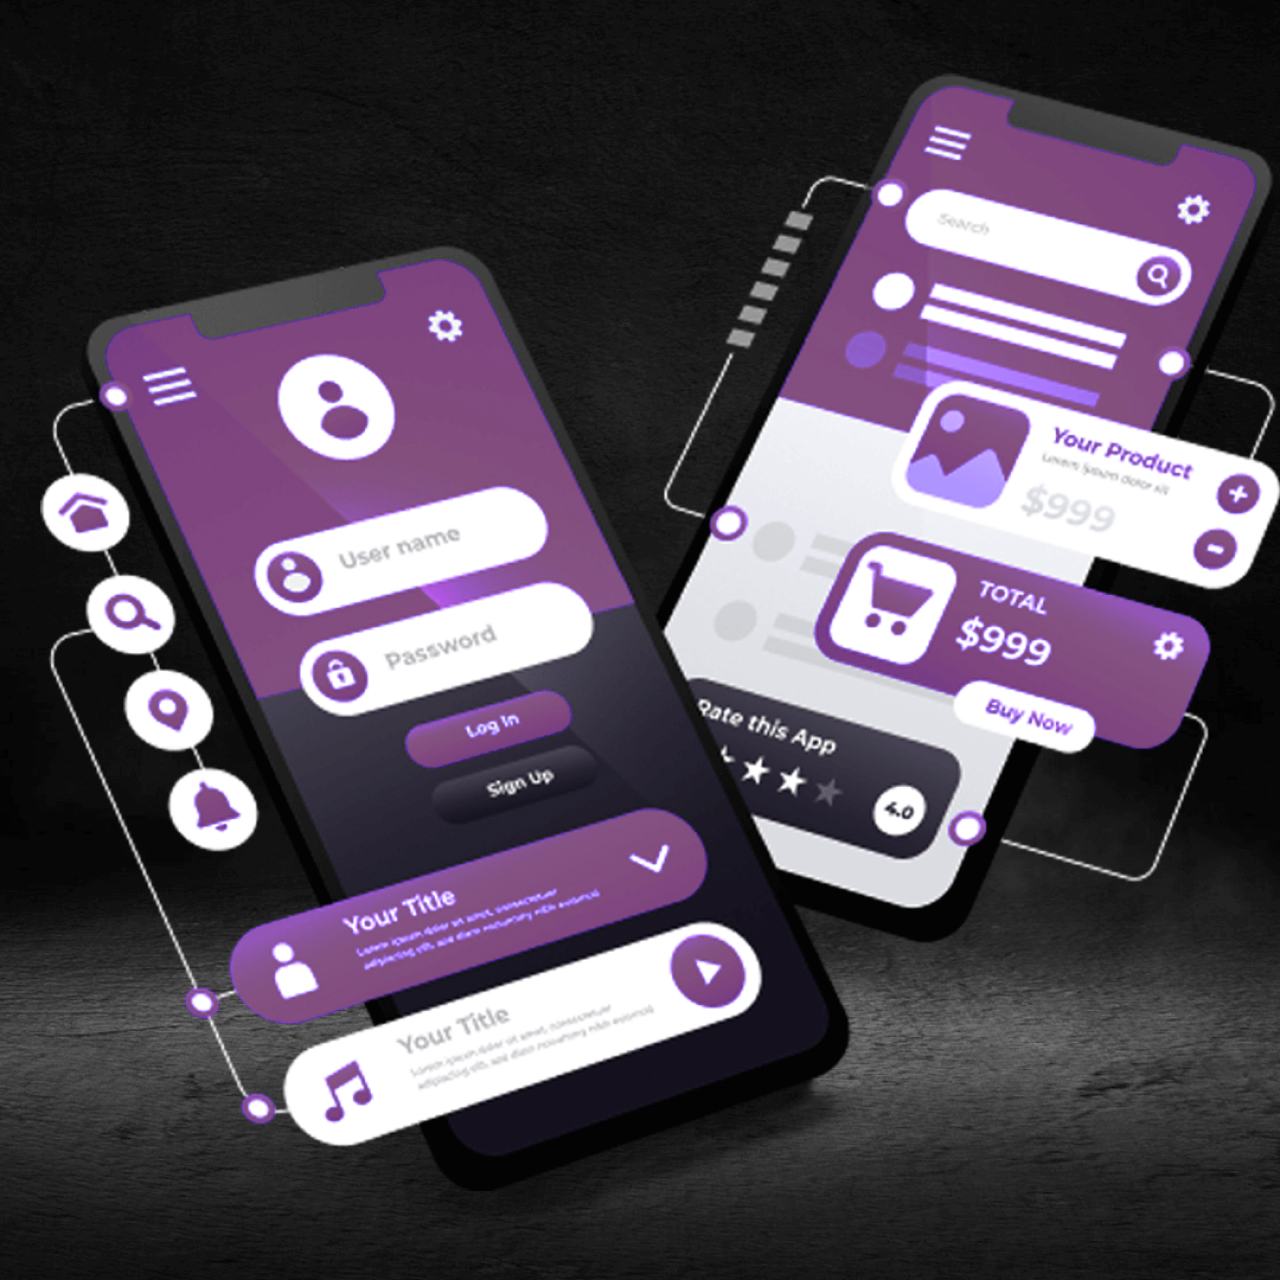 User name
Password
Log In
Sign Up
Your Title
Lorem ipsum dolor sit amet, consectetuer
adipiscing elit, sed diam nonummy nibh euismod
Your Title
Lorem ipsum dolor sit amet, consectetuer
adipiscing elit, sed diam nonummy nibh euismod
Search
Your Product
Lorem ipsum dolor sit
$999
TOTAL
$999
Buy Now
Rate this App
4.0